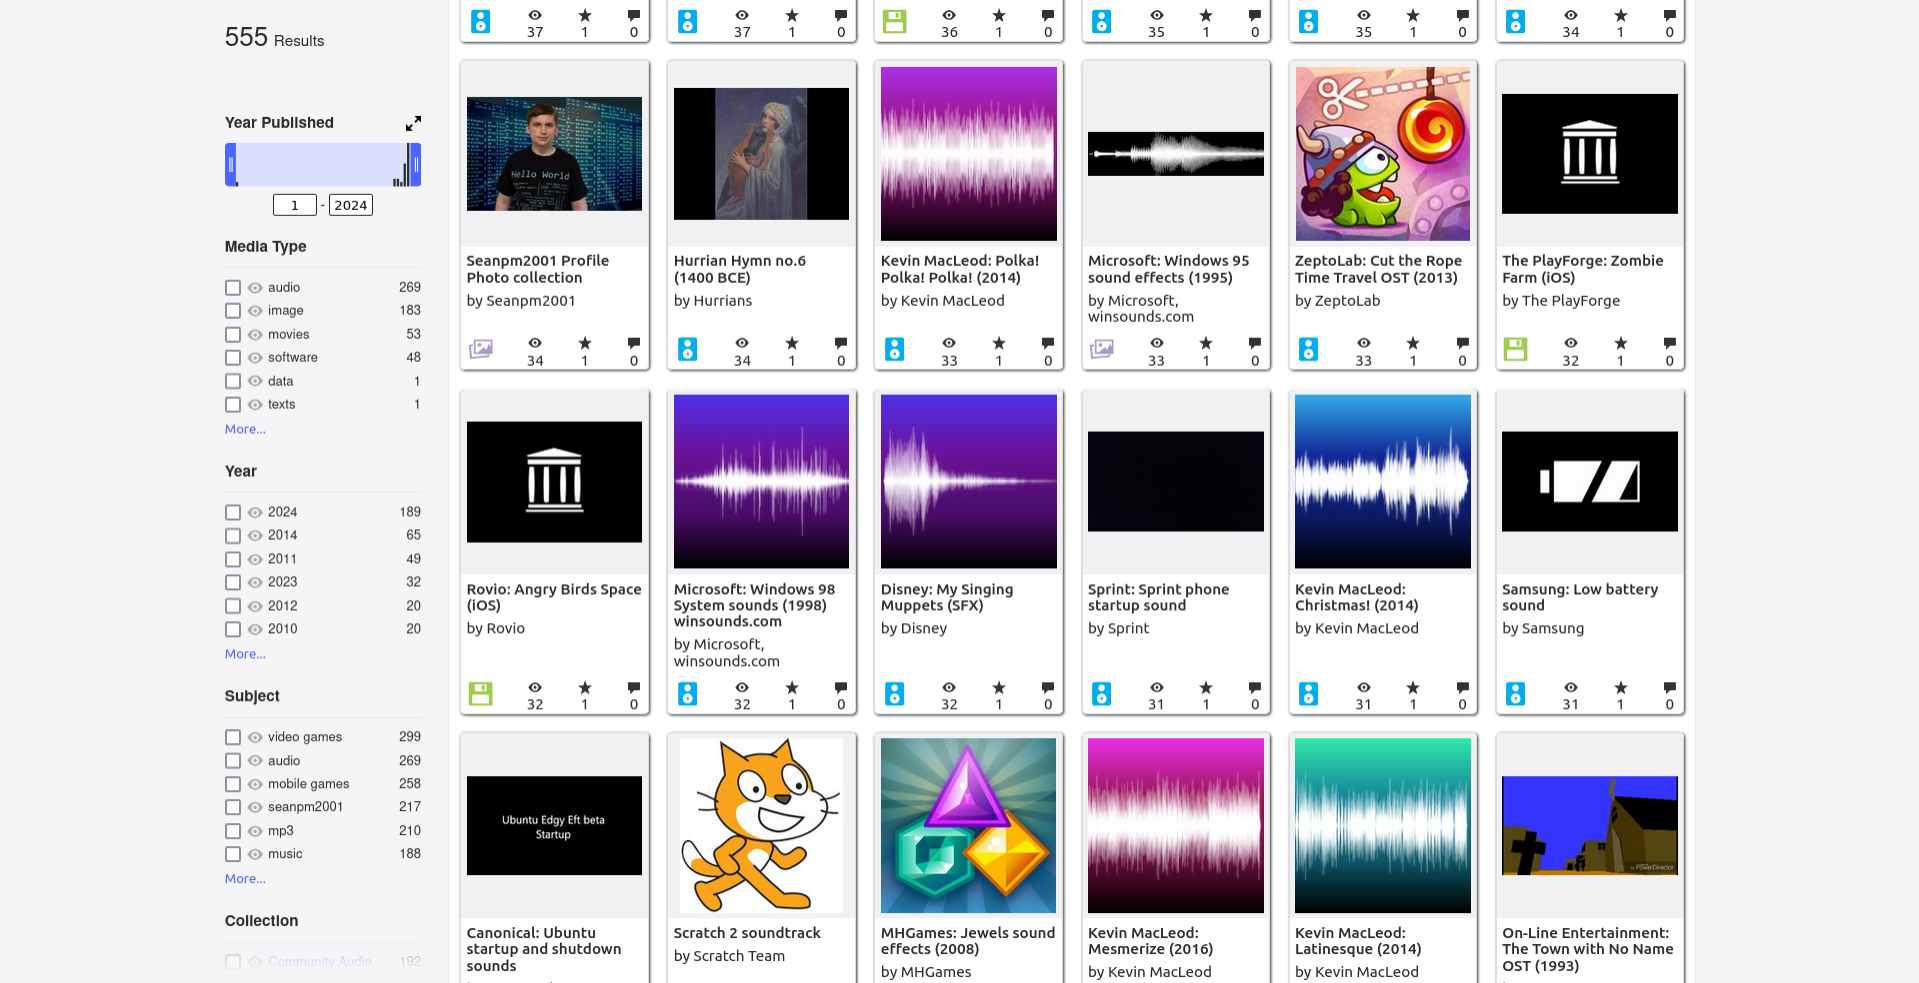 555 Results
Year Published
1 - 2024
Media Type
audio 269
image 183
movies 53
software 48
data 1
texts 1
More...
Year
2024 189
2014 65
2011 49
2023 32
2012 20
2010 20
More...
Subject
video games 299
audio 269
mobile games 258
seanpm2001 217
mp3 210
music 188
More...
Collection
Community Audio 192
37 1 0
37 1 0
36 1 0
35 1 0
35 1 0
34 1 0
Hello World
Seanpm2001 Profile
Photo collection
by Seanpm2001
34 1 0
Hurrian Hymn no.6
(1400 BCE)
by Hurrians
34 1 0
Kevin MacLeod: Polka!
Polka! Polka! (2014)
by Kevin MacLeod
33 1 0
Microsoft: Windows 95
sound effects (1995)
by Microsoft,
winsounds.com
33 1 0
ZeptoLab: Cut the Rope
Time Travel OST (2013)
by ZeptoLab
33 1 0
The PlayForge: Zombie
Farm (iOS)
by The PlayForge
32 1 0
Rovio: Angry Birds Space
(iOS)
by Rovio
32 1 0
Microsoft: Windows 98
System sounds (1998)
winsounds.com
by Microsoft,
winsounds.com
32 1 0
Disney: My Singing
Muppets (SFX)
by Disney
32 1 0
Sprint: Sprint phone
startup sound
by Sprint
31 1 0
Kevin MacLeod:
Christmas! (2014)
by Kevin MacLeod
31 1 0
Samsung: Low battery
sound
by Samsung
31 1 0
Ubuntu Edgy Eft beta
Startup
Canonical: Ubuntu
startup and shutdown
sounds
Scratch 2 soundtrack
by Scratch Team
MHGames: Jewels sound
effects (2008)
by MHGames
Kevin MacLeod:
Mesmerize (2016)
by Kevin MacLeod
Kevin MacLeod:
Latinesque (2014)
by Kevin MacLeod
by PowerDirector
On-Line Entertainment:
The Town with No Name
OST (1993)